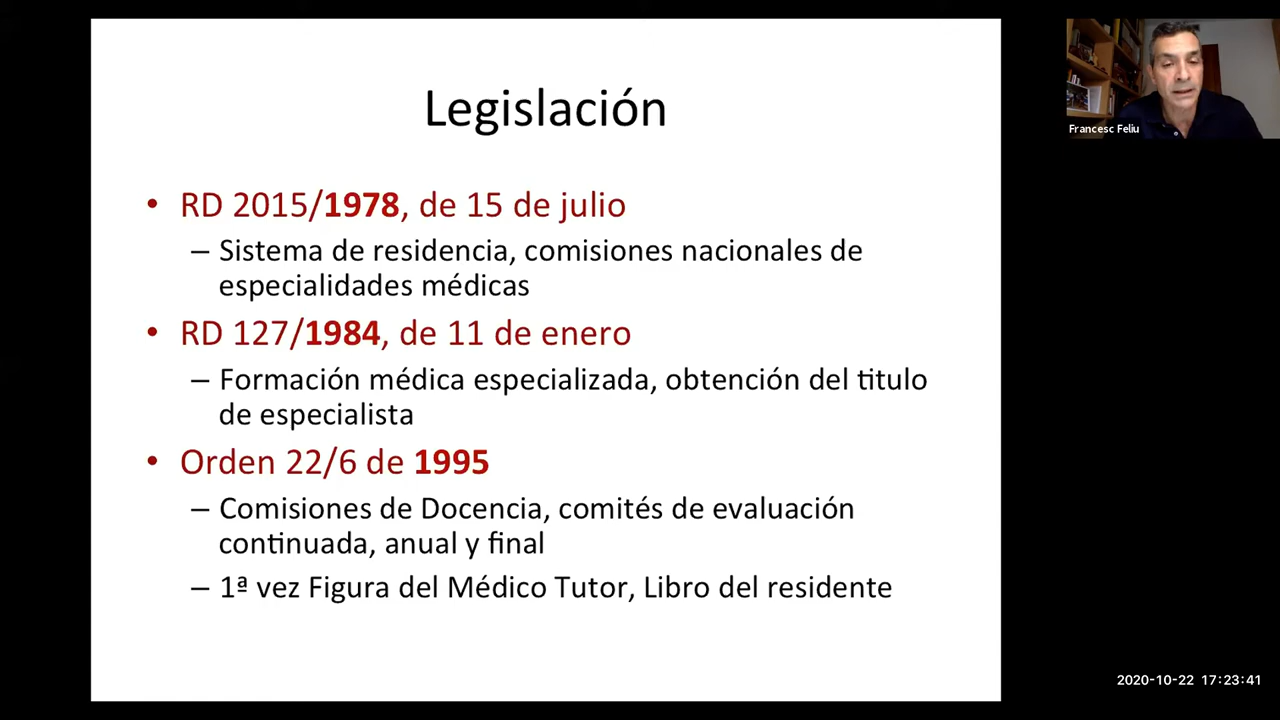 Legislación
• RD 2015/1978, de 15 de julio
– Sistema de residencia, comisiones nacionales de
especialidades médicas
• RD 127/1984, de 11 de enero
– Formación médica especializada, obtención del titulo
de especialista
• Orden 22/6 de 1995
– Comisiones de Docencia, comités de evaluación
continuada, anual y final
– 1ª vez Figura del Médico Tutor, Libro del residente
Francesc Feliu
2020-10-22 17:23:41